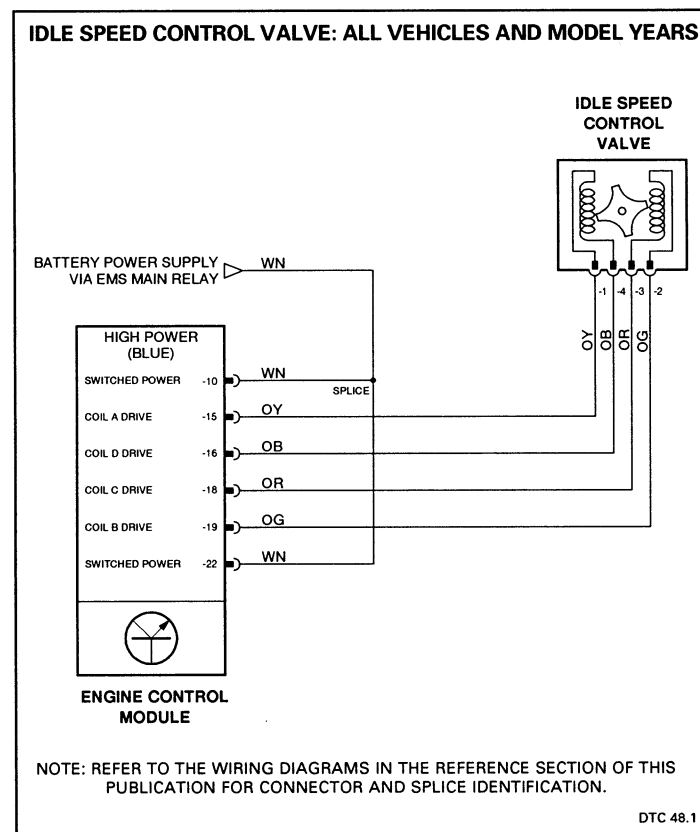 IDLE SPEED CONTROL VALVE: ALL VEHICLES AND MODEL YEARS
IDLE SPEED
CONTROL
VALVE
-1 -4 -3 -2
OY OB OR OG
BATTERY POWER SUPPLY
VIA EMS MAIN RELAY
WN
HIGH POWER
(BLUE)
SWITCHED POWER -10 WN
SPLICE
COIL A DRIVE -15 OY
COIL D DRIVE -16 OB
COIL C DRIVE -18 OR
COIL B DRIVE -19 OG
SWITCHED POWER -22 WN
ENGINE CONTROL
MODULE
NOTE: REFER TO THE WIRING DIAGRAMS IN THE REFERENCE SECTION OF THIS
PUBLICATION FOR CONNECTOR AND SPLICE IDENTIFICATION.
DTC 48.1